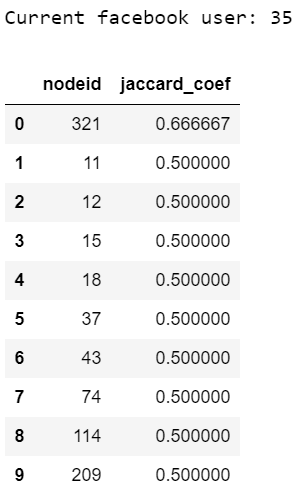 Current facebook user: 35
nodeid jaccard_coef
0 321 0.666667
1 11 0.500000
2 12 0.500000
3 15 0.500000
4 18 0.500000
5 37 0.500000
6 43 0.500000
7 74 0.500000
8 114 0.500000
9 209 0.500000